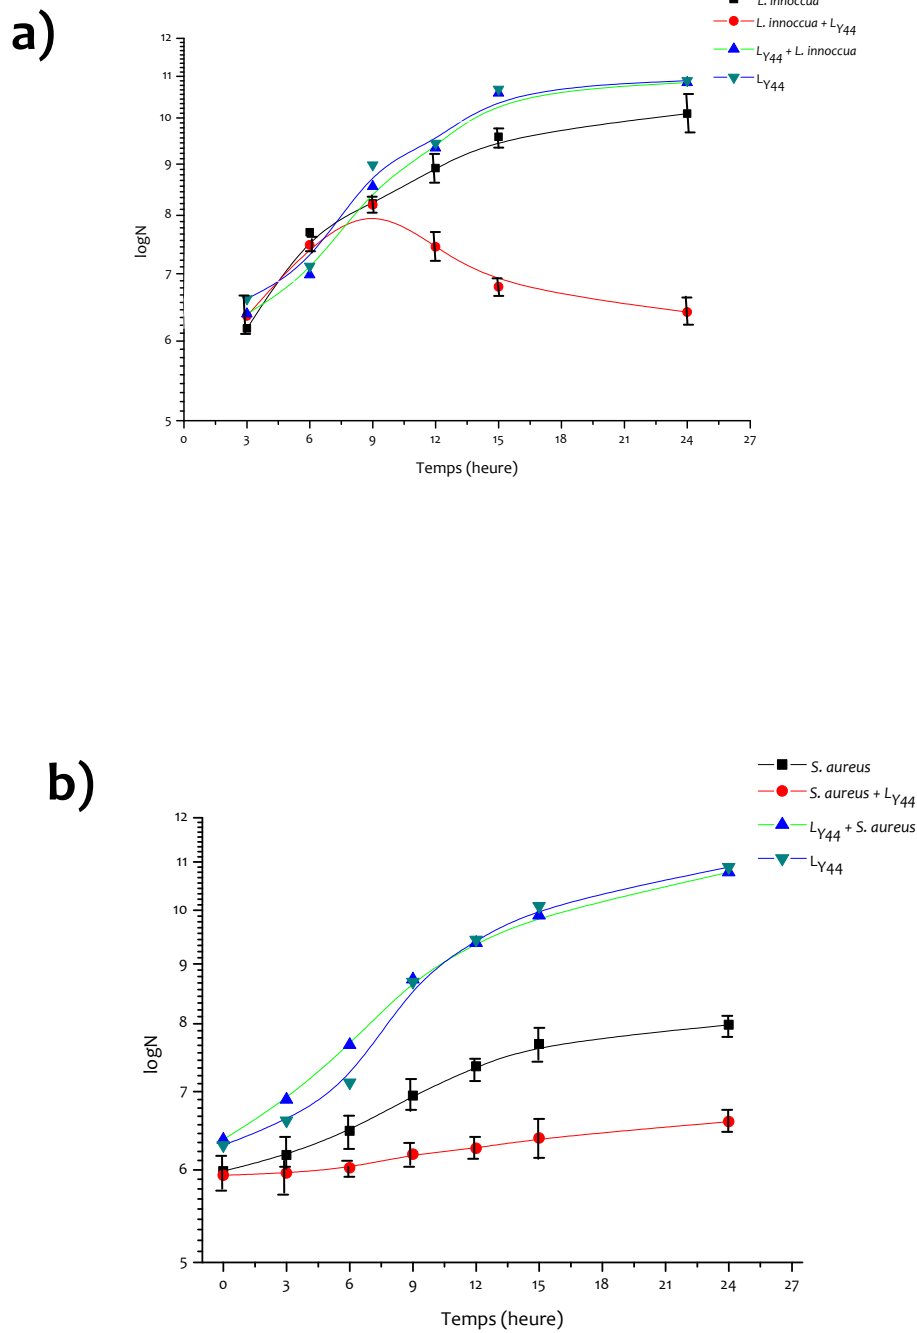 a)
L. innoccua
L. innoccua + LY44
LY44 + L. innoccua
LY44
12
11
10
9
8
7
6
5
logN
0 3 6 9 12 15 18 21 24 27
Temps (heure)
b)
S. aureus
S. aureus + LY44
LY44 + S. aureus
LY44
12
11
10
9
8
7
6
5
logN
0 3 6 9 12 15 18 21 24 27
Temps (heure)